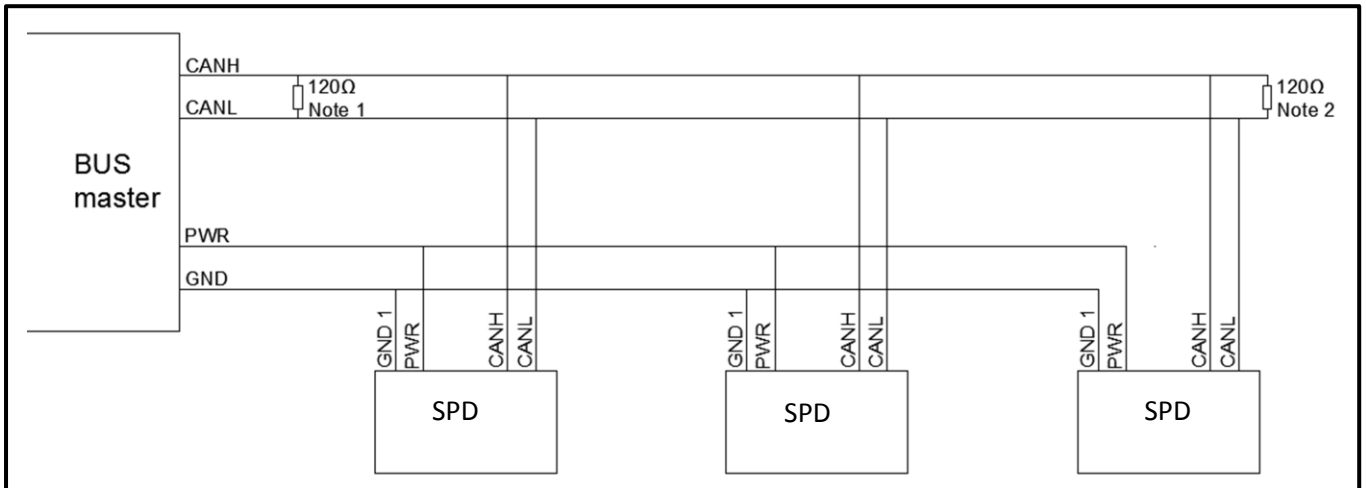 CANH
120Ω
Note 1
CANL
120Ω
Note 2
BUS
master
PWR
GND
GND 1
PWR
CANH
CANL
GND 1
PWR
CANH
CANL
GND 1
PWR
CANH
CANL
SPD
SPD
SPD